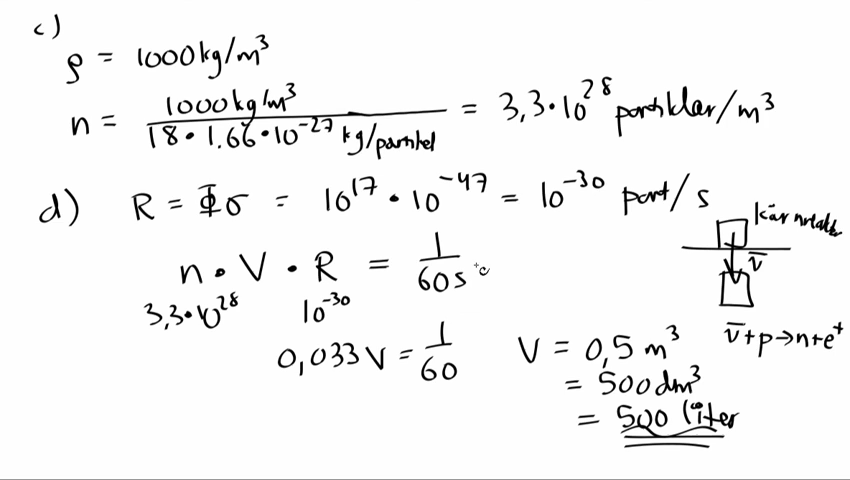 c)
ρ = 1000 kg/m³
n = 1000 kg/m³ / 18 · 1.66 · 10⁻²⁷ kg/partikel = 3,3 · 10²⁸ partiklar/m³
d) R = Φσ = 10¹⁷ · 10⁻⁴⁷ = 10⁻³⁰ part/s
n · V · R = 1 / 60 s
3,3 · 10²⁸ 10⁻³⁰
0,033 V = 1 / 60
V = 0,5 m³
= 500 dm³
= 500 liter
ν̅
ν̅ + p → n + e⁺